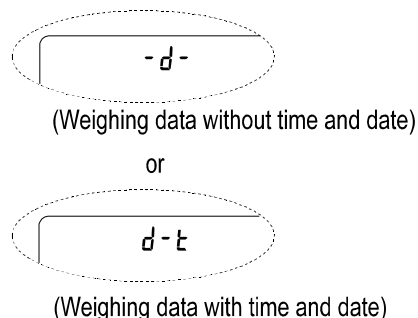 -d-
(Weighing data without time and date)
or
d-t
(Weighing data with time and date)